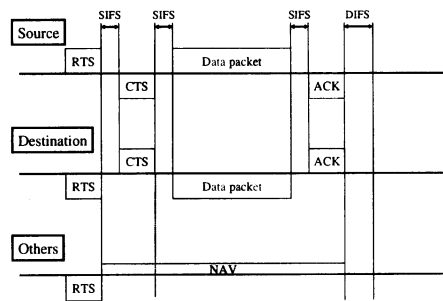 SIFS SIFS SIFS DIFS
Source
RTS Data packet
CTS ACK
Destination
CTS ACK
RTS Data packet
Others
NAV
RTS